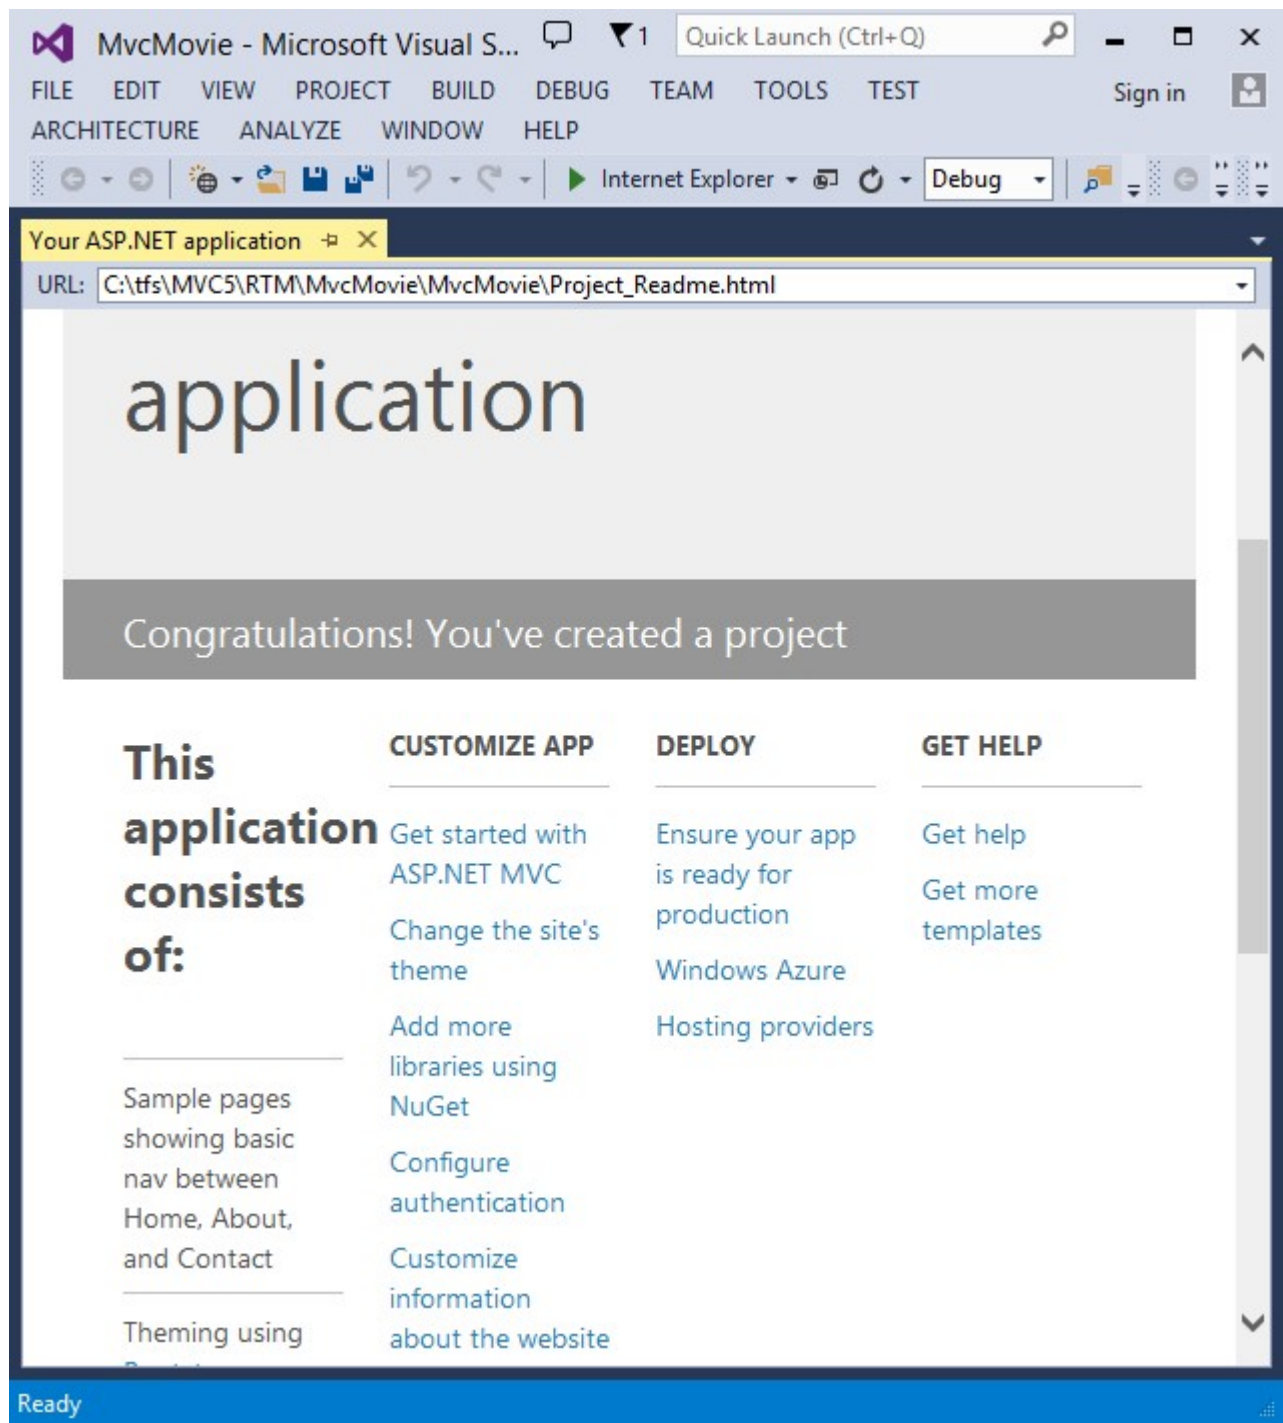 MvcMovie - Microsoft Visual S...
1
Quick Launch (Ctrl+Q)
FILE EDIT VIEW PROJECT BUILD DEBUG TEAM TOOLS TEST
Sign in
ARCHITECTURE ANALYZE WINDOW HELP
Internet Explorer
Debug
Your ASP.NET application
URL: C:\tfs\MVC5\RTM\MvcMovie\MvcMovie\Project_Readme.html
application
Congratulations! You've created a project
This
application
consists
of:
Sample pages
showing basic
nav between
Home, About,
and Contact
Theming using
CUSTOMIZE APP
Get started with
ASP.NET MVC
Change the site's
theme
Add more
libraries using
NuGet
Configure
authentication
Customize
information
about the website
DEPLOY
Ensure your app
is ready for
production
Windows Azure
Hosting providers
GET HELP
Get help
Get more
templates
Ready